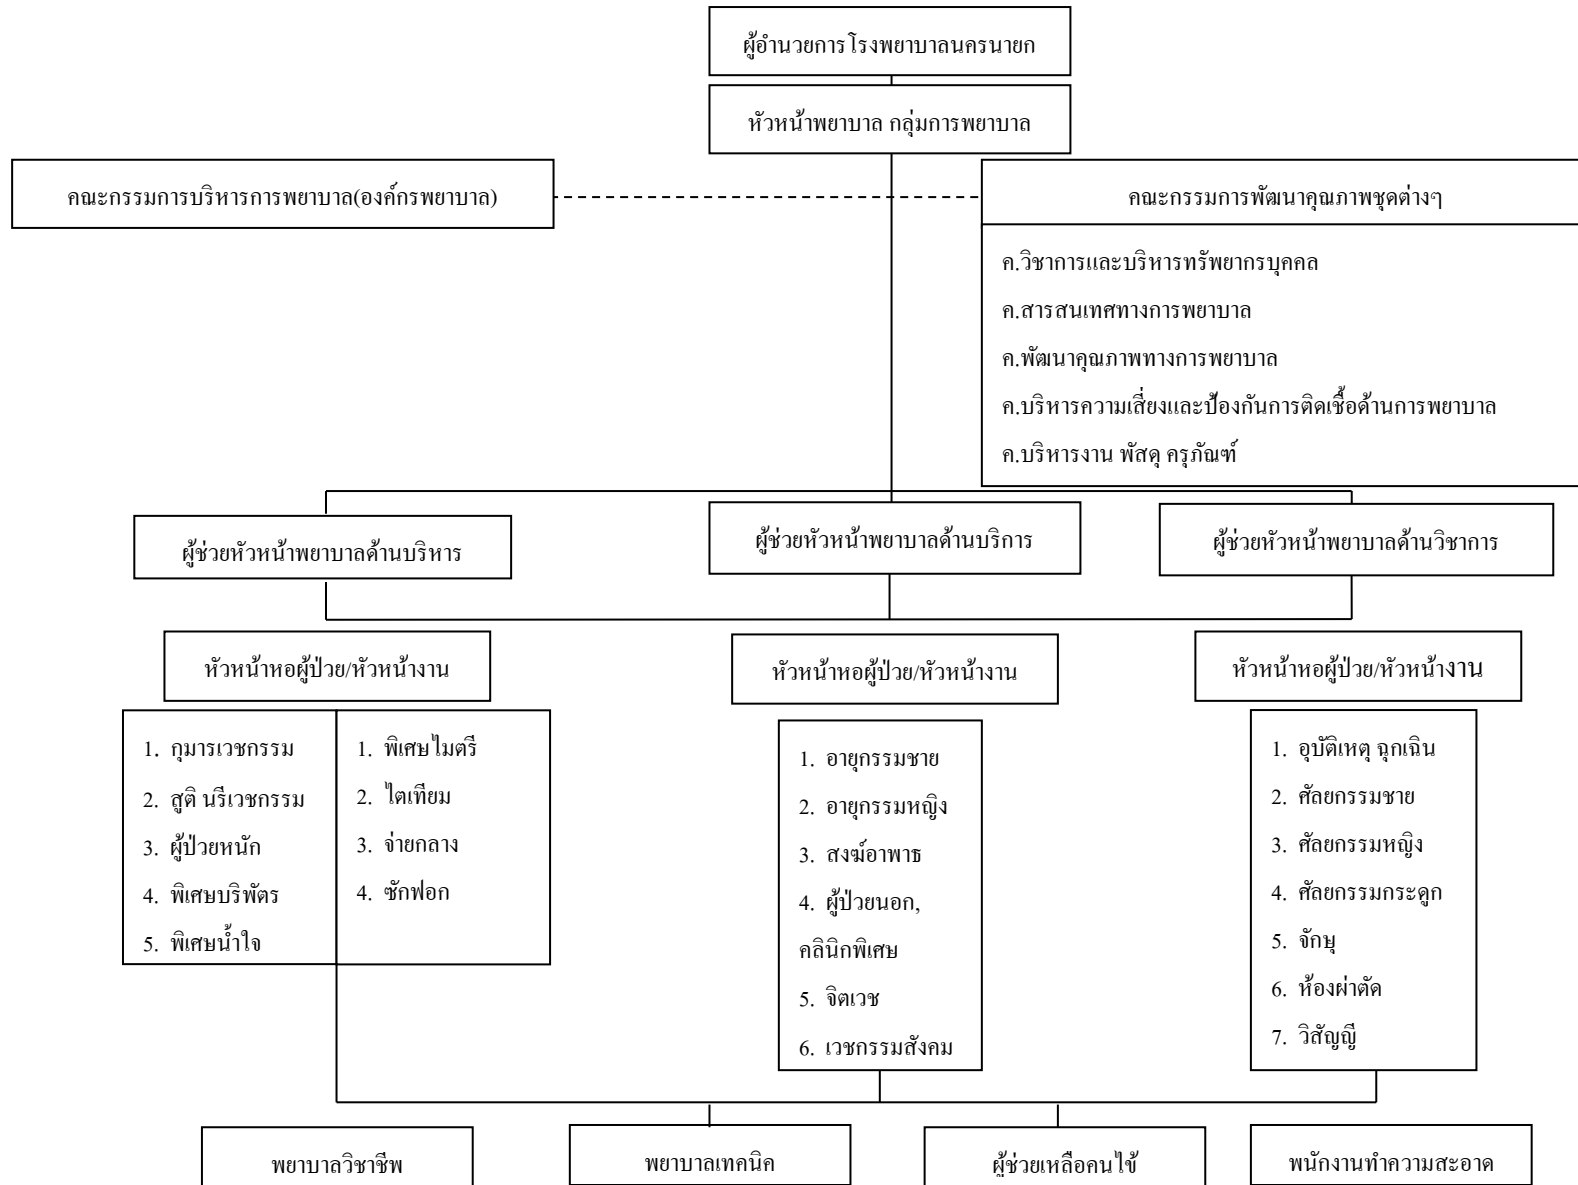 ผู้อำนวยการโรงพยาบาลนครนายก
หัวหน้าพยาบาล กลุ่มการพยาบาล
คณะกรรมการบริหารการพยาบาล(องค์กรพยาบาล)
คณะกรรมการพัฒนาคุณภาพชุดต่างๆ
ค.วิชาการและบริหารทรัพยากรบุคคล
ค.สารสนเทศทางการพยาบาล
ค.พัฒนาคุณภาพทางการพยาบาล
ค.บริหารความเสี่ยงและป้องกันการติดเชื้อด้านการพยาบาล
ค.บริหารงาน พัสดุ ครุภัณฑ์
ผู้ช่วยหัวหน้าพยาบาลด้านบริหาร
ผู้ช่วยหัวหน้าพยาบาลด้านบริการ
ผู้ช่วยหัวหน้าพยาบาลด้านวิชาการ
หัวหน้าหอผู้ป่วย/หัวหน้างาน
1. กุมารเวชกรรม
2. สูติ นรีเวชกรรม
3. ผู้ป่วยหนัก
4. พิเศษบริพัตร
5. พิเศษน้ำใจ
1. พิเศษไมตรี
2. ไตเทียม
3. จ่ายกลาง
4. ซักฟอก
หัวหน้าหอผู้ป่วย/หัวหน้างาน
1. อายุกรรมชาย
2. อายุกรรมหญิง
3. สงฆ์อาพาธ
4. ผู้ป่วยนอก,
คลินิกพิเศษ
5. จิตเวช
6. เวชกรรมสังคม
หัวหน้าหอผู้ป่วย/หัวหน้างาน
1. อุบัติเหตุ ฉุกเฉิน
2. ศัลยกรรมชาย
3. ศัลยกรรมหญิง
4. ศัลยกรรมกระดูก
5. จักษุ
6. ห้องผ่าตัด
7. วิสัญญี
พยาบาลวิชาชีพ
พยาบาลเทคนิค
ผู้ช่วยเหลือคนไข้
พนักงานทำความสะอาด